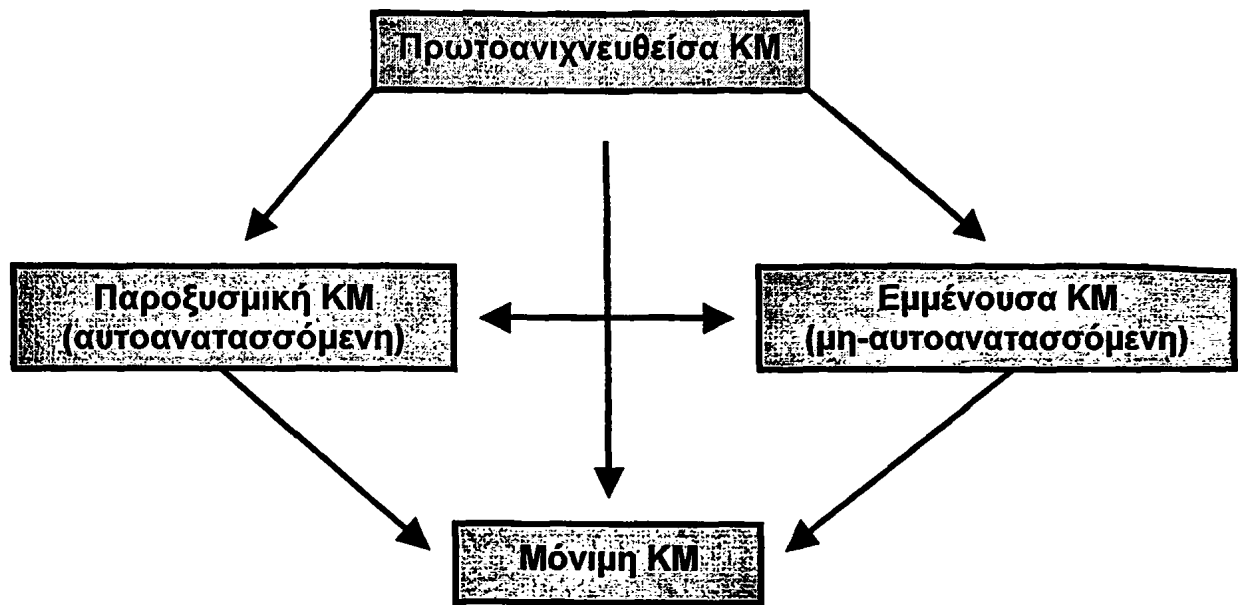 Πρωτοανιχνευθείσα ΚΜ
Παροξυσμική ΚΜ
(αυτοανατασσόμενη)
Εμμένουσα ΚΜ
(μη-αυτοανατασσόμενη)
Μόνιμη ΚΜ